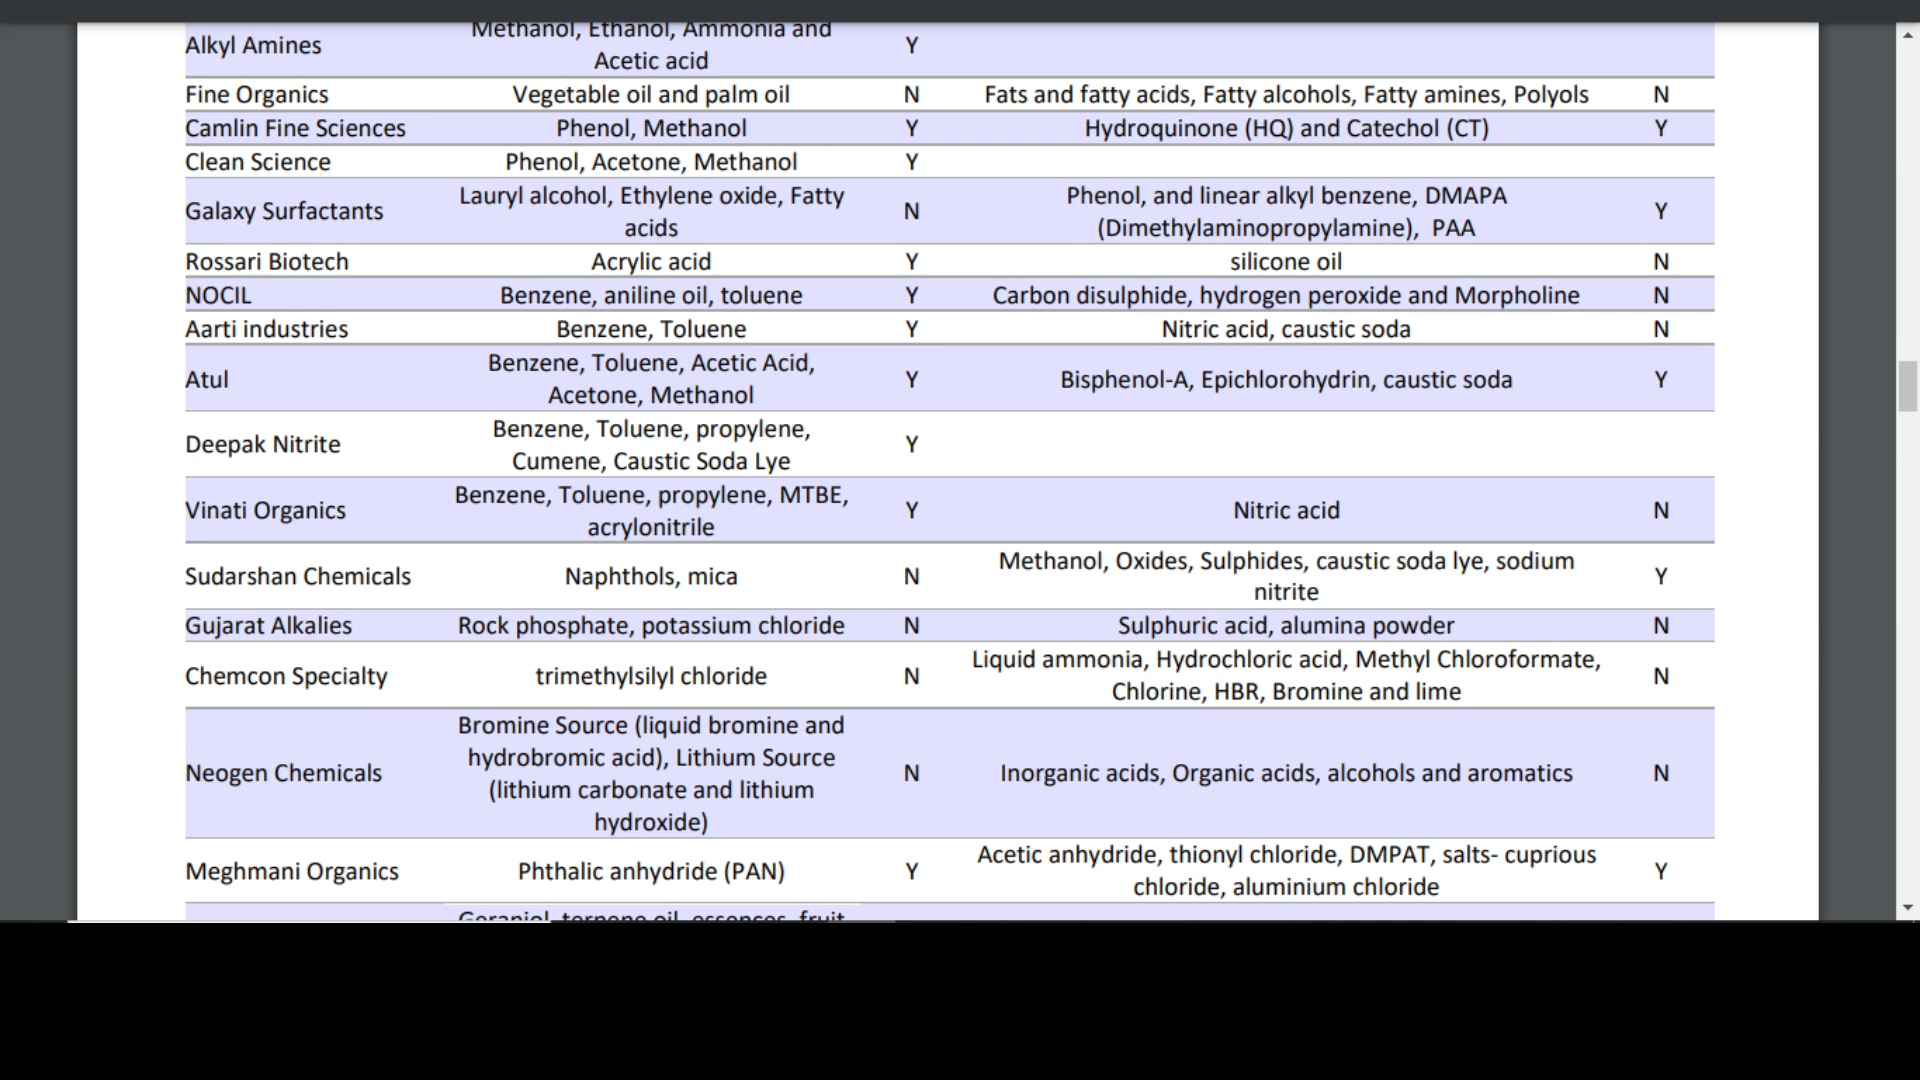 Methanol, Ethanol, Ammonia and
Alkyl Amines Y
Acetic acid
Fine Organics Vegetable oil and palm oil N Fats and fatty acids, Fatty alcohols, Fatty amines, Polyols N
Camlin Fine Sciences Phenol, Methanol Y Hydroquinone (HQ) and Catechol (CT) Y
Clean Science Phenol, Acetone, Methanol Y
Lauryl alcohol, Ethylene oxide, Fatty Phenol, and linear alkyl benzene, DMAPA
Galaxy Surfactants N Y
acids (Dimethylaminopropylamine), PAA
Rossari Biotech Acrylic acid Y silicone oil N
NOCIL Benzene, aniline oil, toluene Y Carbon disulphide, hydrogen peroxide and Morpholine N
Aarti industries Benzene, Toluene Y Nitric acid, caustic soda N
Benzene, Toluene, Acetic Acid,
Atul Y Bisphenol-A, Epichlorohydrin, caustic soda Y
Acetone, Methanol
Benzene, Toluene, propylene,
Deepak Nitrite Y
Cumene, Caustic Soda Lye
Benzene, Toluene, propylene, MTBE,
Vinati Organics Y Nitric acid N
acrylonitrile
Methanol, Oxides, Sulphides, caustic soda lye, sodium
Sudarshan Chemicals Naphthols, mica N Y
nitrite
Gujarat Alkalies Rock phosphate, potassium chloride N Sulphuric acid, alumina powder N
Liquid ammonia, Hydrochloric acid, Methyl Chloroformate,
Chemcon Specialty trimethylsilyl chloride N N
Chlorine, HBR, Bromine and lime
Bromine Source (liquid bromine and
hydrobromic acid), Lithium Source
Neogen Chemicals N Inorganic acids, Organic acids, alcohols and aromatics N
(lithium carbonate and lithium
hydroxide)
Acetic anhydride, thionyl chloride, DMPAT, salts- cuprious
Meghmani Organics Phthalic anhydride (PAN) Y Y
chloride, aluminium chloride
Geraniol, terpene oil, essences, fruit